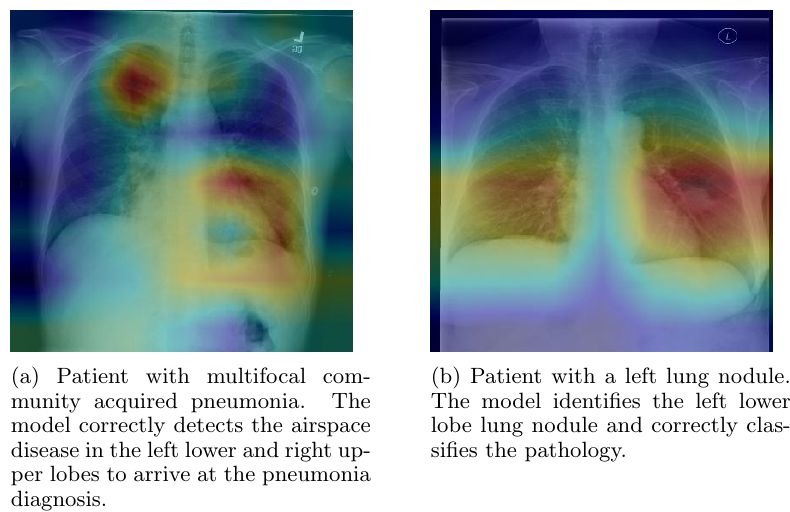 L
(a) Patient with multifocal com-
munity acquired pneumonia. The
model correctly detects the airspace
disease in the left lower and right up-
per lobes to arrive at the pneumonia
diagnosis.
L
(b) Patient with a left lung nodule.
The model identifies the left lower
lobe lung nodule and correctly clas-
sifies the pathology.